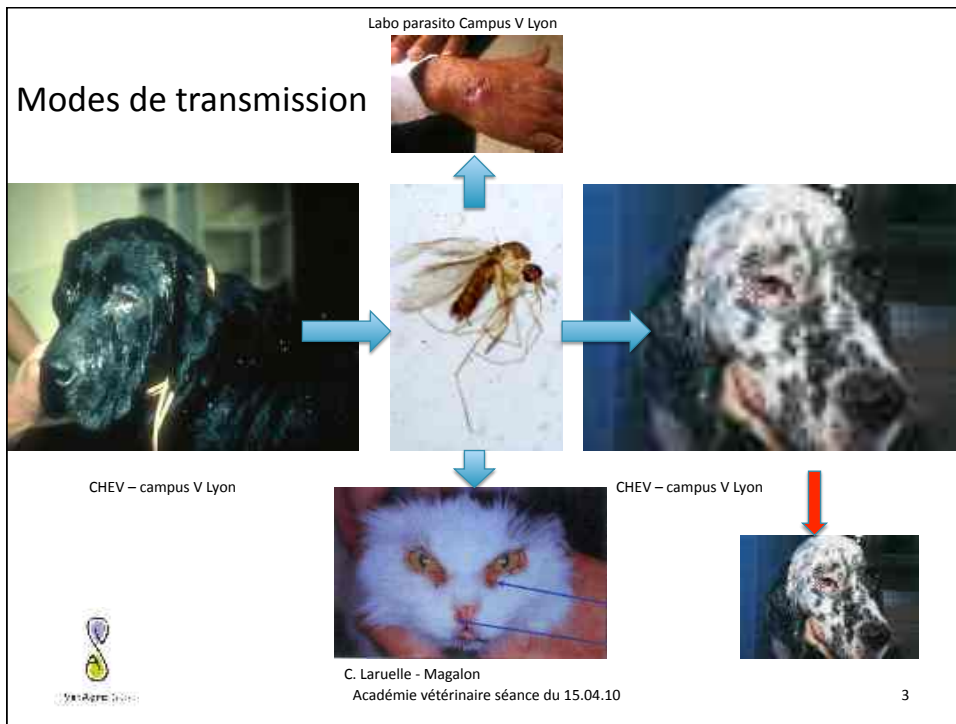 Labo parasito Campus V Lyon
Modes de transmission
CHEV – campus V Lyon
CHEV – campus V Lyon
C. Laruelle - Magalon
Académie vétérinaire séance du 15.04.10
3